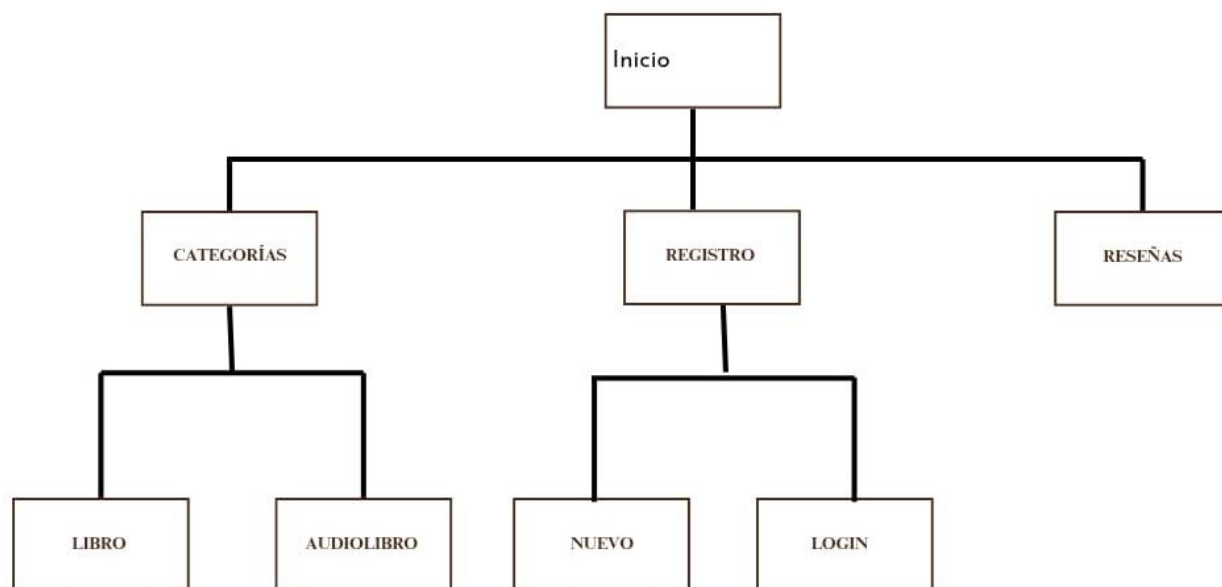 Inicio
CATEGORÍAS
REGISTRO
RESEÑAS
LIBRO
AUDIOLIBRO
NUEVO
LOGIN